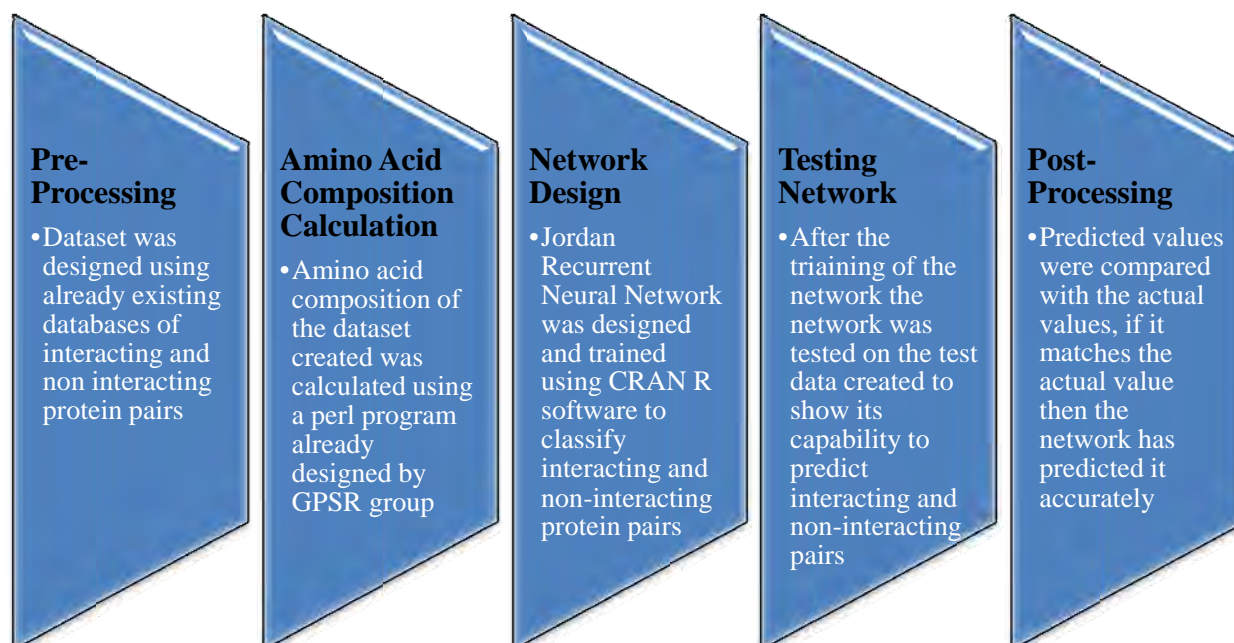 Pre-
Processing
•Dataset was
designed using
already existing
databases of
interacting and
non interacting
protein pairs
Amino Acid
Composition
Calculation
•Amino acid
composition of
the dataset
created was
calculated using
a perl program
already
designed by
GPSR group
Network
Design
•Jordan
Recurrent
Neural Network
was designed
and trained
using CRAN R
software to
classify
interacting and
non-interacting
protein pairs
Testing
Network
•After the
triaining of the
network the
network was
tested on the test
data created to
show its
capability to
predict
interacting and
non-interacting
pairs
Post-
Processing
•Predicted values
were compared
with the actual
values, if it
matches the
actual value
then the
network has
predicted it
accurately